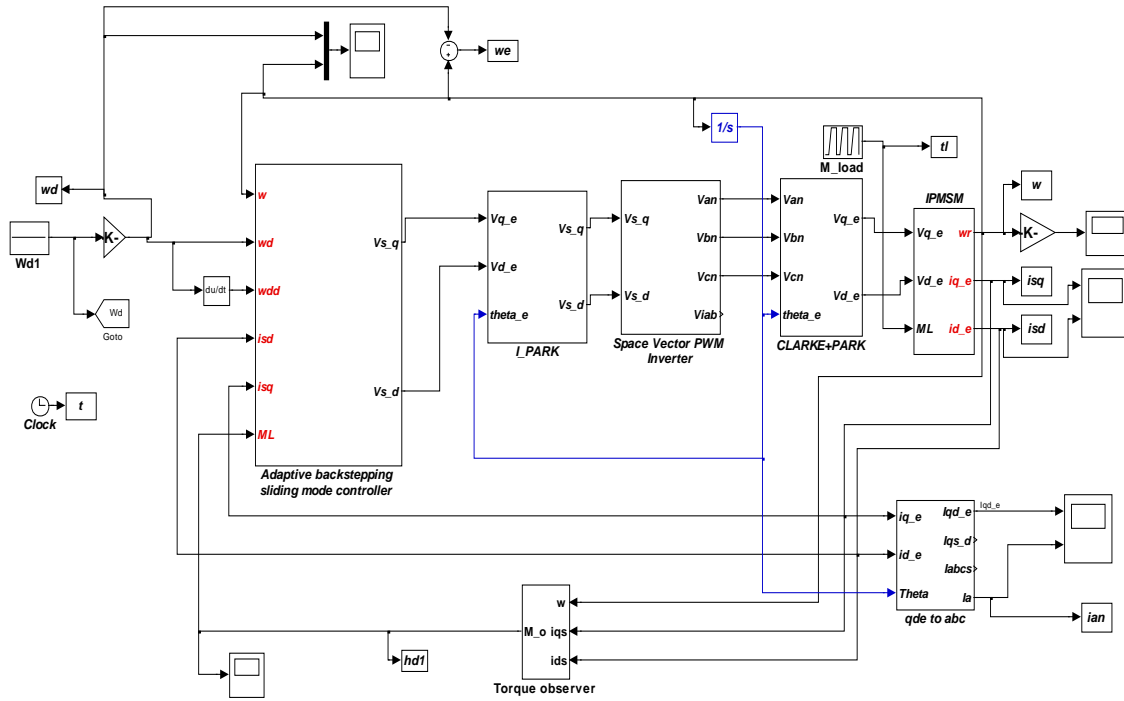 we
1/s
M_load
tl
wd
Wd1
K-
du/dt
Wd
Goto
Clock
t
w
wd
wdd
isd
isq
ML
Vs_q
Vs_d
Adaptive backstepping
sliding mode controller
Vq_e
Vd_e
theta_e
Vs_q
Vs_d
I_PARK
Vs_q
Vs_d
Van
Vbn
Vcn
Viab
Space Vector PWM
Inverter
Van
Vbn
Vcn
theta_e
Vq_e
Vd_e
CLARKE+PARK
IPMSM
Vq_e
Vd_e
ML
wr
iq_e
id_e
w
K-
isq
isd
iq_e
id_e
Theta
Iqd_e
Iqs_d
Iabcs
Ia
qde to abc
Iqd_e
ian
w
M_o iqs
ids
Torque observer
hd1